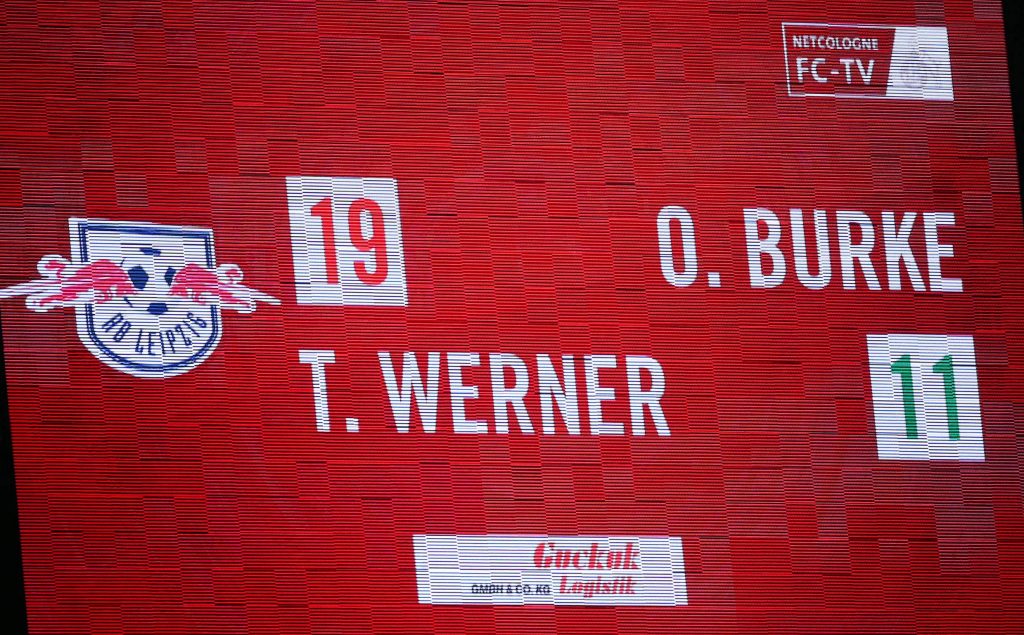 NETCOLOGNE
FC-TV
19
O. BURKE
RB LEIPZIG
T. WERNER
11
Guckuk
GMBH & CO. KG Logistik